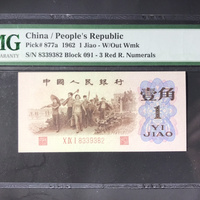 MG
China / People's Republic
Pick# 877a 1962 1 Jiao - W/Out Wmk
S/N 8339382 Block 091 - 3 Red R. Numerals
中国人民银行
壹角
1
YI
JIAO
8339382